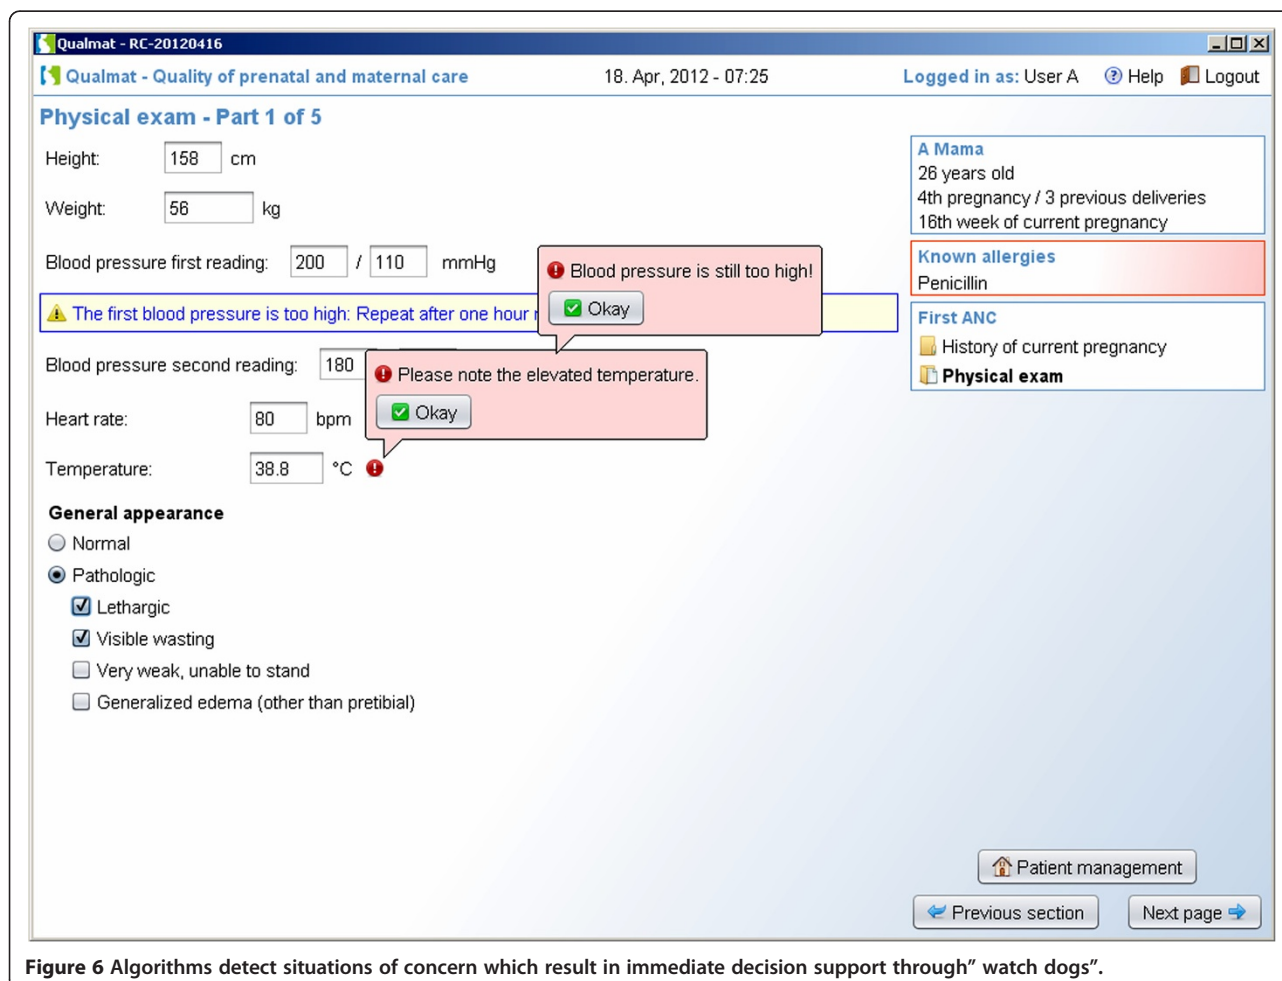 Qualmat - RC-20120416
Qualmat - Quality of prenatal and maternal care 18. Apr, 2012 - 07:25 Logged in as: User A Help Logout
Physical exam - Part 1 of 5
Height: 158 cm
Weight: 56 kg
Blood pressure first reading: 200 / 110 mmHg
Blood pressure is still too high!
Okay
The first blood pressure is too high: Repeat after one hour
Blood pressure second reading: 180
Please note the elevated temperature.
Okay
Heart rate: 80 bpm
Temperature: 38.8 °C
General appearance
Normal
Pathologic
Lethargic
Visible wasting
Very weak, unable to stand
Generalized edema (other than pretibial)
A Mama
26 years old
4th pregnancy / 3 previous deliveries
16th week of current pregnancy
Known allergies
Penicillin
First ANC
History of current pregnancy
Physical exam
Patient management
Previous section Next page
Figure 6 Algorithms detect situations of concern which result in immediate decision support through” watch dogs”.